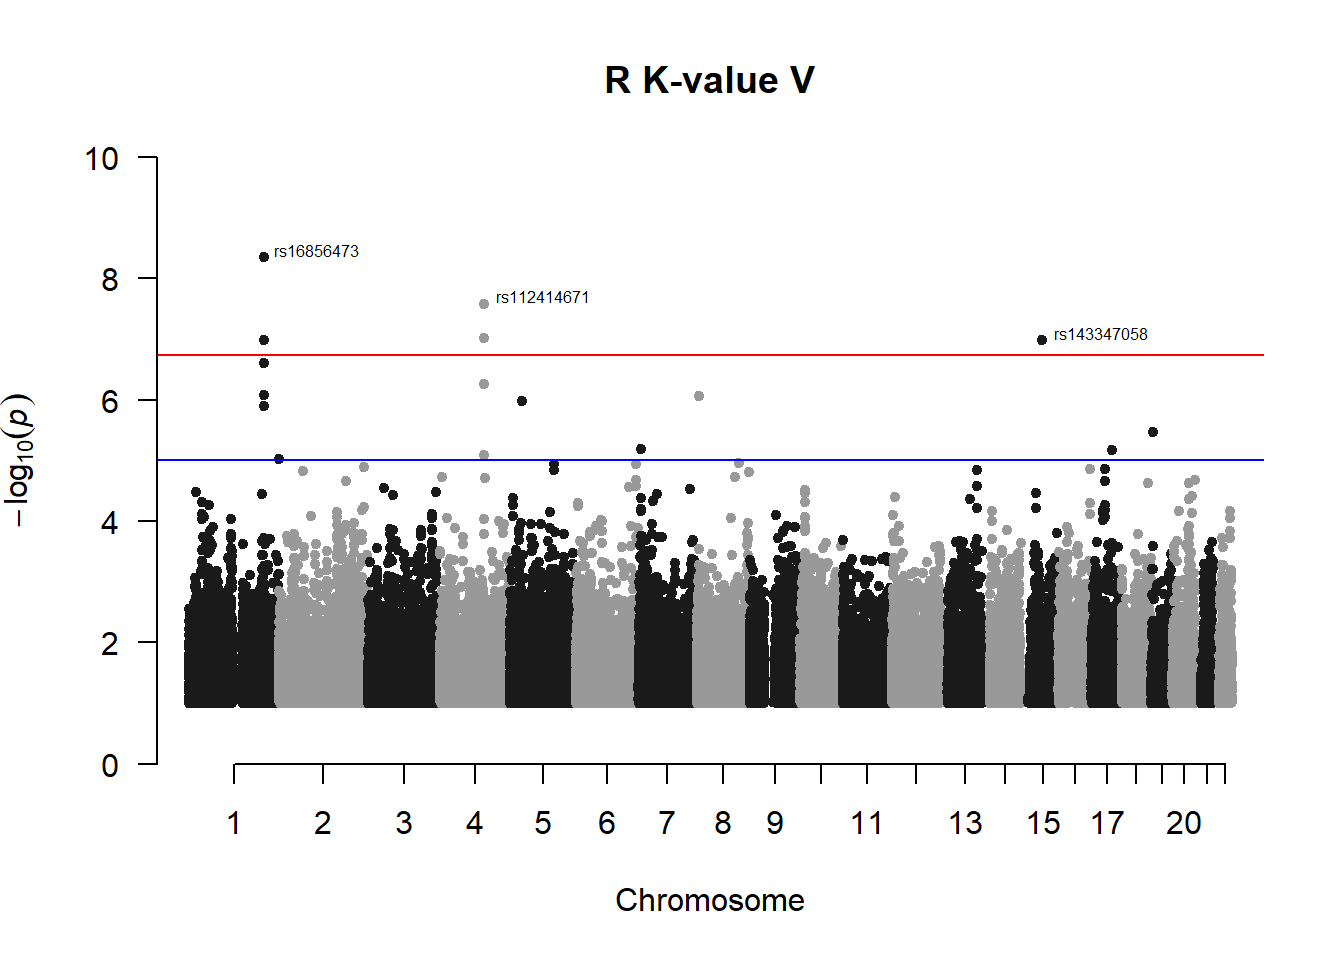 R K-value V
10
rs16856473
8
rs112414671
rs143347058
6
4
2
0
−log10(p)
1 2 3 4 5 6 7 8 9 11 13 15 17 20
Chromosome